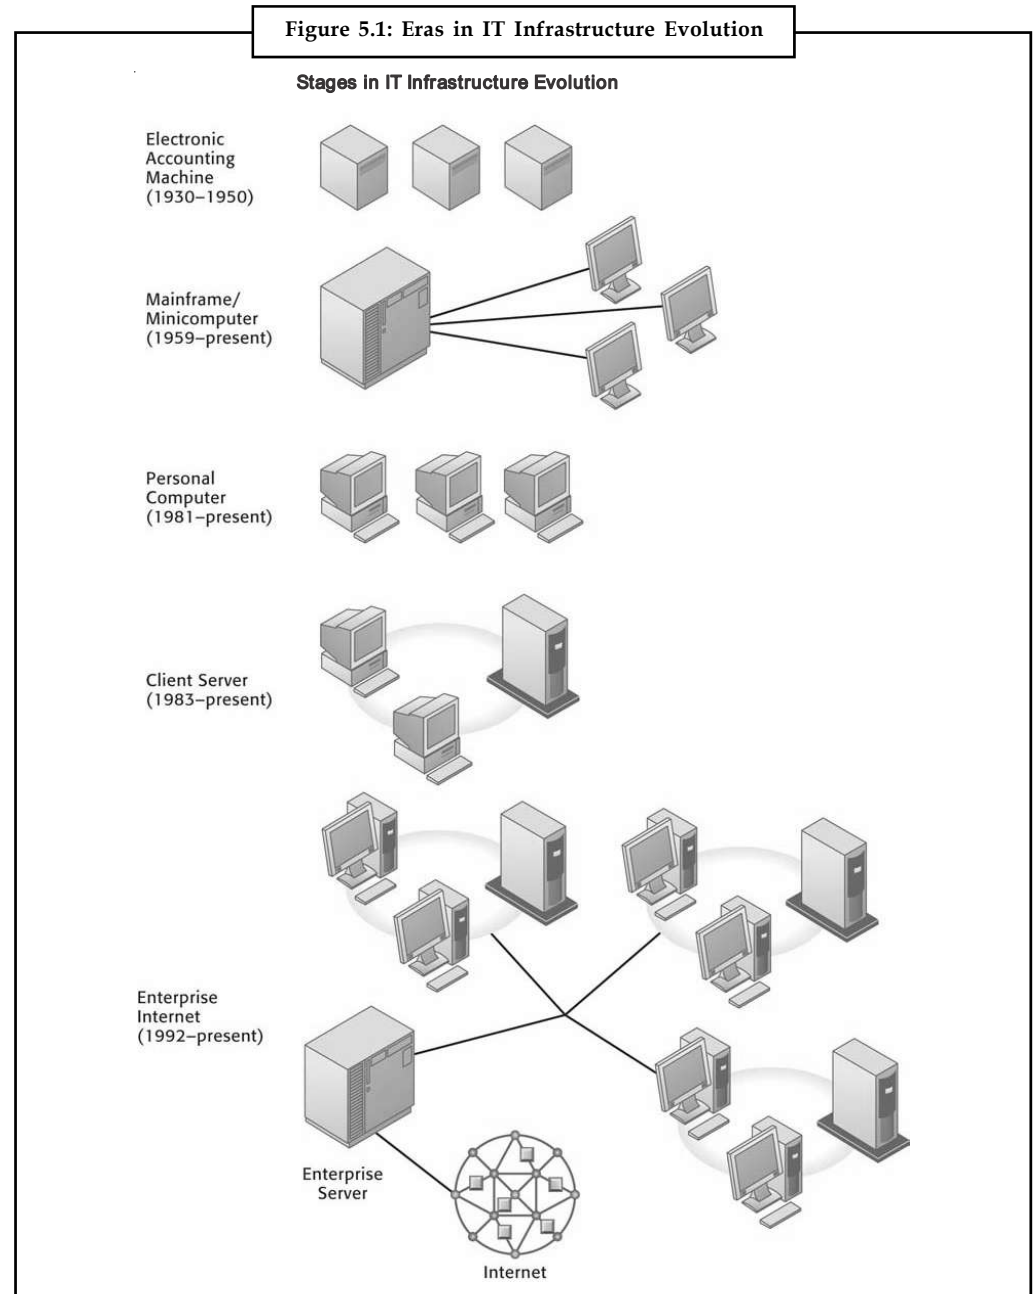 Figure 5.1: Eras in IT Infrastructure Evolution
Stages in IT Infrastructure Evolution
Electronic
Accounting
Machine
(1930–1950)
Mainframe/
Minicomputer
(1959–present)
Personal
Computer
(1981–present)
Client Server
(1983–present)
Enterprise
Internet
(1992–present)
Enterprise
Server
Internet